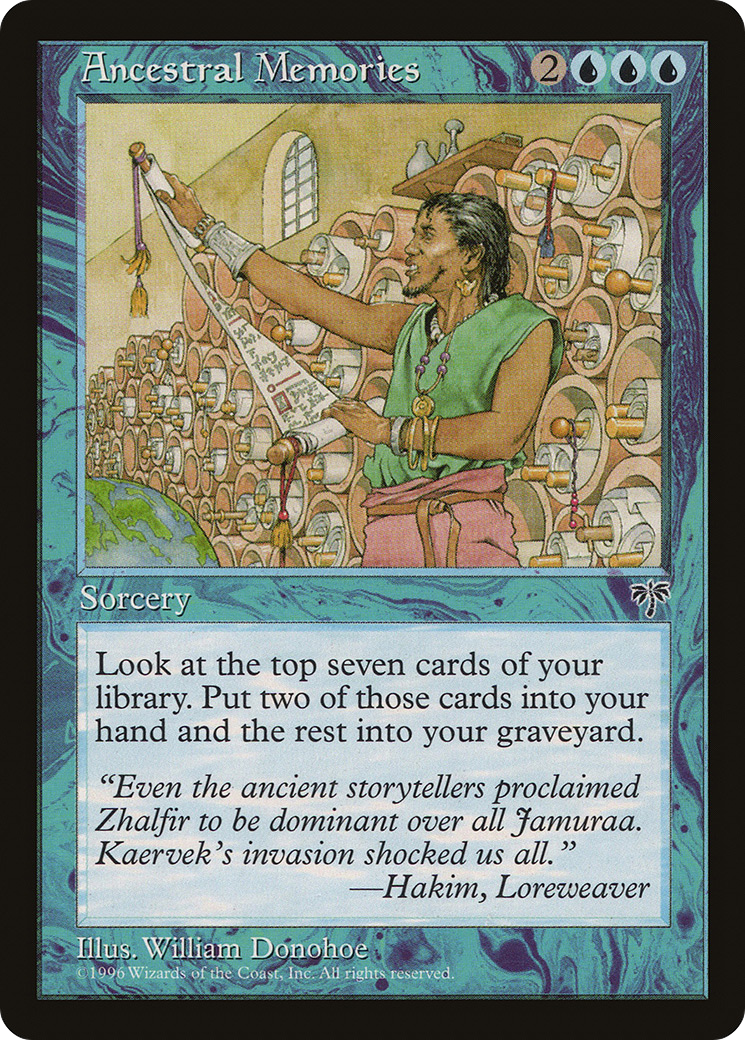 Ancestral Memories 2
Sorcery
Look at the top seven cards of your
library. Put two of those cards into your
hand and the rest into your graveyard.
“Even the ancient storytellers proclaimed
Zhalfir to be dominant over all Jamuraa.
Kaervek’s invasion shocked us all.”
—Hakim, Loreweaver
Illus. William Donohoe
©1996 Wizards of the Coast, Inc. All rights reserved.